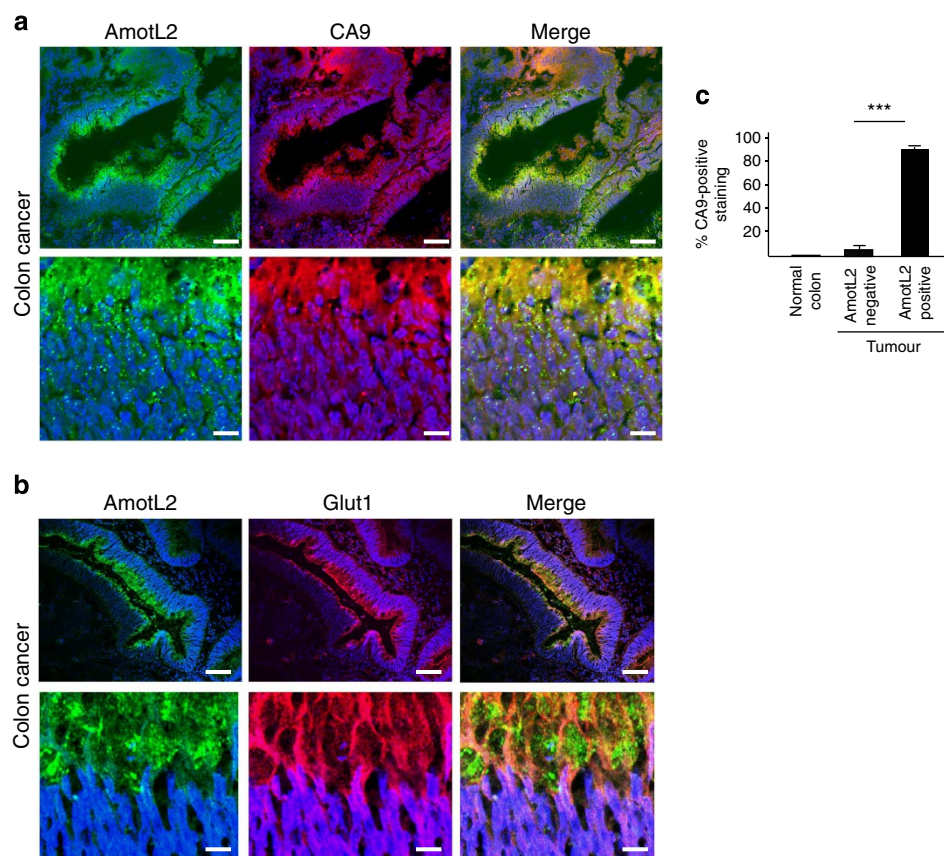 a
AmotL2
CA9
Merge
Colon cancer
b
AmotL2
Glut1
Merge
Colon cancer
c
***
% CA9-positive
staining
100
80
60
40
20
Normal
colon
AmotL2
negative
AmotL2
positive
Tumour